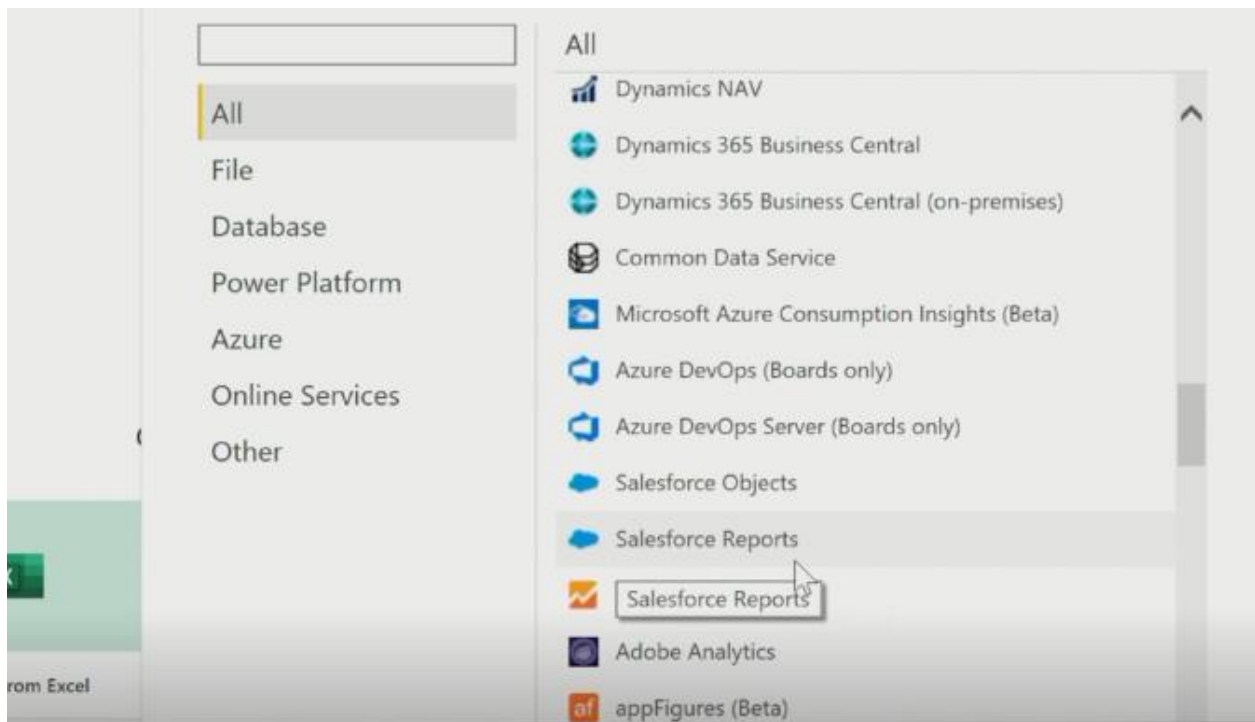 All
File
Database
Power Platform
Azure
Online Services
Other
All
Dynamics NAV
Dynamics 365 Business Central
Dynamics 365 Business Central (on-premises)
Common Data Service
Microsoft Azure Consumption Insights (Beta)
Azure DevOps (Boards only)
Azure DevOps Server (Boards only)
Salesforce Objects
Salesforce Reports
Salesforce Reports
Adobe Analytics
af appFigures (Beta)
rom Excel